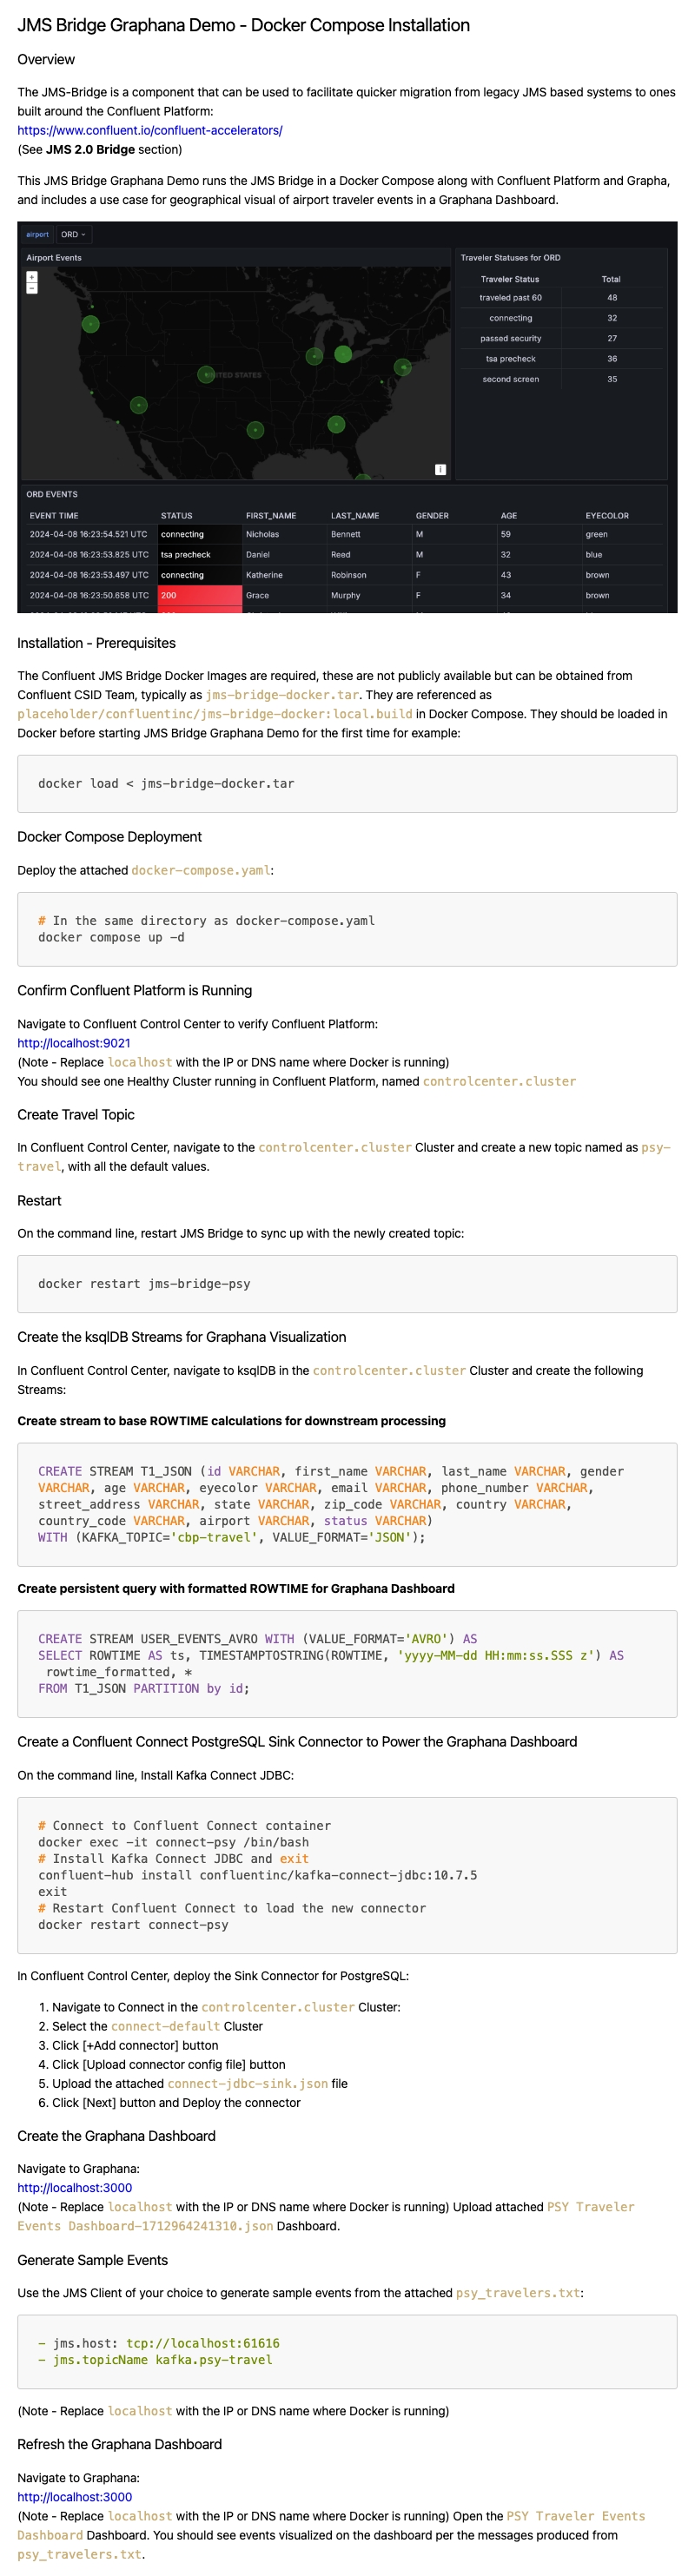 JMS Bridge Graphana Demo - Docker Compose Installation
Overview
The JMS-Bridge is a component that can be used to facilitate quicker migration from legacy JMS based systems to ones
built around the Confluent Platform:
https://www.confluent.io/confluent-accelerators/
(See JMS 2.0 Bridge section)
This JMS Bridge Graphana Demo runs the JMS Bridge in a Docker Compose along with Confluent Platform and Grapha,
and includes a use case for geographical visual of airport traveler events in a Graphana Dashboard.
airport ORD
Airport Events
+
−
UNITED STATES
i
Traveler Statuses for ORD
Traveler Status Total
traveled past 60 48
connecting 32
passed security 27
tsa precheck 36
second screen 35
ORD EVENTS
EVENT TIME STATUS FIRST_NAME LAST_NAME GENDER AGE EYECOLOR
2024-04-08 16:23:54.521 UTC connecting Nicholas Bennett M 59 green
2024-04-08 16:23:53.825 UTC tsa precheck Daniel Reed M 32 blue
2024-04-08 16:23:53.497 UTC connecting Katherine Robinson F 43 brown
2024-04-08 16:23:50.658 UTC 200 Grace Murphy F 34 brown
Installation - Prerequisites
The Confluent JMS Bridge Docker Images are required, these are not publicly available but can be obtained from
Confluent CSID Team, typically as jms-bridge-docker.tar. They are referenced as
placeholder/confluentinc/jms-bridge-docker:local.build in Docker Compose. They should be loaded in
Docker before starting JMS Bridge Graphana Demo for the first time for example:
docker load < jms-bridge-docker.tar
Docker Compose Deployment
Deploy the attached docker-compose.yaml:
# In the same directory as docker-compose.yaml
docker compose up -d
Confirm Confluent Platform is Running
Navigate to Confluent Control Center to verify Confluent Platform:
http://localhost:9021
(Note - Replace localhost with the IP or DNS name where Docker is running)
You should see one Healthy Cluster running in Confluent Platform, named controlcenter.cluster
Create Travel Topic
In Confluent Control Center, navigate to the controlcenter.cluster Cluster and create a new topic named as psy-
travel, with all the default values.
Restart
On the command line, restart JMS Bridge to sync up with the newly created topic:
docker restart jms-bridge-psy
Create the ksqlDB Streams for Graphana Visualization
In Confluent Control Center, navigate to ksqlDB in the controlcenter.cluster Cluster and create the following
Streams:
Create stream to base ROWTIME calculations for downstream processing
CREATE STREAM T1_JSON (id VARCHAR, first_name VARCHAR, last_name VARCHAR, gender
VARCHAR, age VARCHAR, eyecolor VARCHAR, email VARCHAR, phone_number VARCHAR,
street_address VARCHAR, state VARCHAR, zip_code VARCHAR, country VARCHAR,
country_code VARCHAR, airport VARCHAR, status VARCHAR)
WITH (KAFKA_TOPIC='cbp-travel', VALUE_FORMAT='JSON');
Create persistent query with formatted ROWTIME for Graphana Dashboard
CREATE STREAM USER_EVENTS_AVRO WITH (VALUE_FORMAT='AVRO') AS
SELECT ROWTIME AS ts, TIMESTAMPTOSTRING(ROWTIME, 'yyyy-MM-dd HH:mm:ss.SSS z') AS
rowtime_formatted, *
FROM T1_JSON PARTITION by id;
Create a Confluent Connect PostgreSQL Sink Connector to Power the Graphana Dashboard
On the command line, Install Kafka Connect JDBC:
# Connect to Confluent Connect container
docker exec -it connect-psy /bin/bash
# Install Kafka Connect JDBC and exit
confluent-hub install confluentinc/kafka-connect-jdbc:10.7.5
exit
# Restart Confluent Connect to load the new connector
docker restart connect-psy
In Confluent Control Center, deploy the Sink Connector for PostgreSQL:
1. Navigate to Connect in the controlcenter.cluster Cluster:
2. Select the connect-default Cluster
3. Click [+Add connector] button
4. Click [Upload connector config file] button
5. Upload the attached connect-jdbc-sink.json file
6. Click [Next] button and Deploy the connector
Create the Graphana Dashboard
Navigate to Graphana:
http://localhost:3000
(Note - Replace localhost with the IP or DNS name where Docker is running) Upload attached PSY Traveler
Events Dashboard-1712964241310.json Dashboard.
Generate Sample Events
Use the JMS Client of your choice to generate sample events from the attached psy_travelers.txt:
- jms.host: tcp://localhost:61616
- jms.topicName kafka.psy-travel
(Note - Replace localhost with the IP or DNS name where Docker is running)
Refresh the Graphana Dashboard
Navigate to Graphana:
http://localhost:3000
(Note - Replace localhost with the IP or DNS name where Docker is running) Open the PSY Traveler Events
Dashboard Dashboard. You should see events visualized on the dashboard per the messages produced from
psy_travelers.txt.